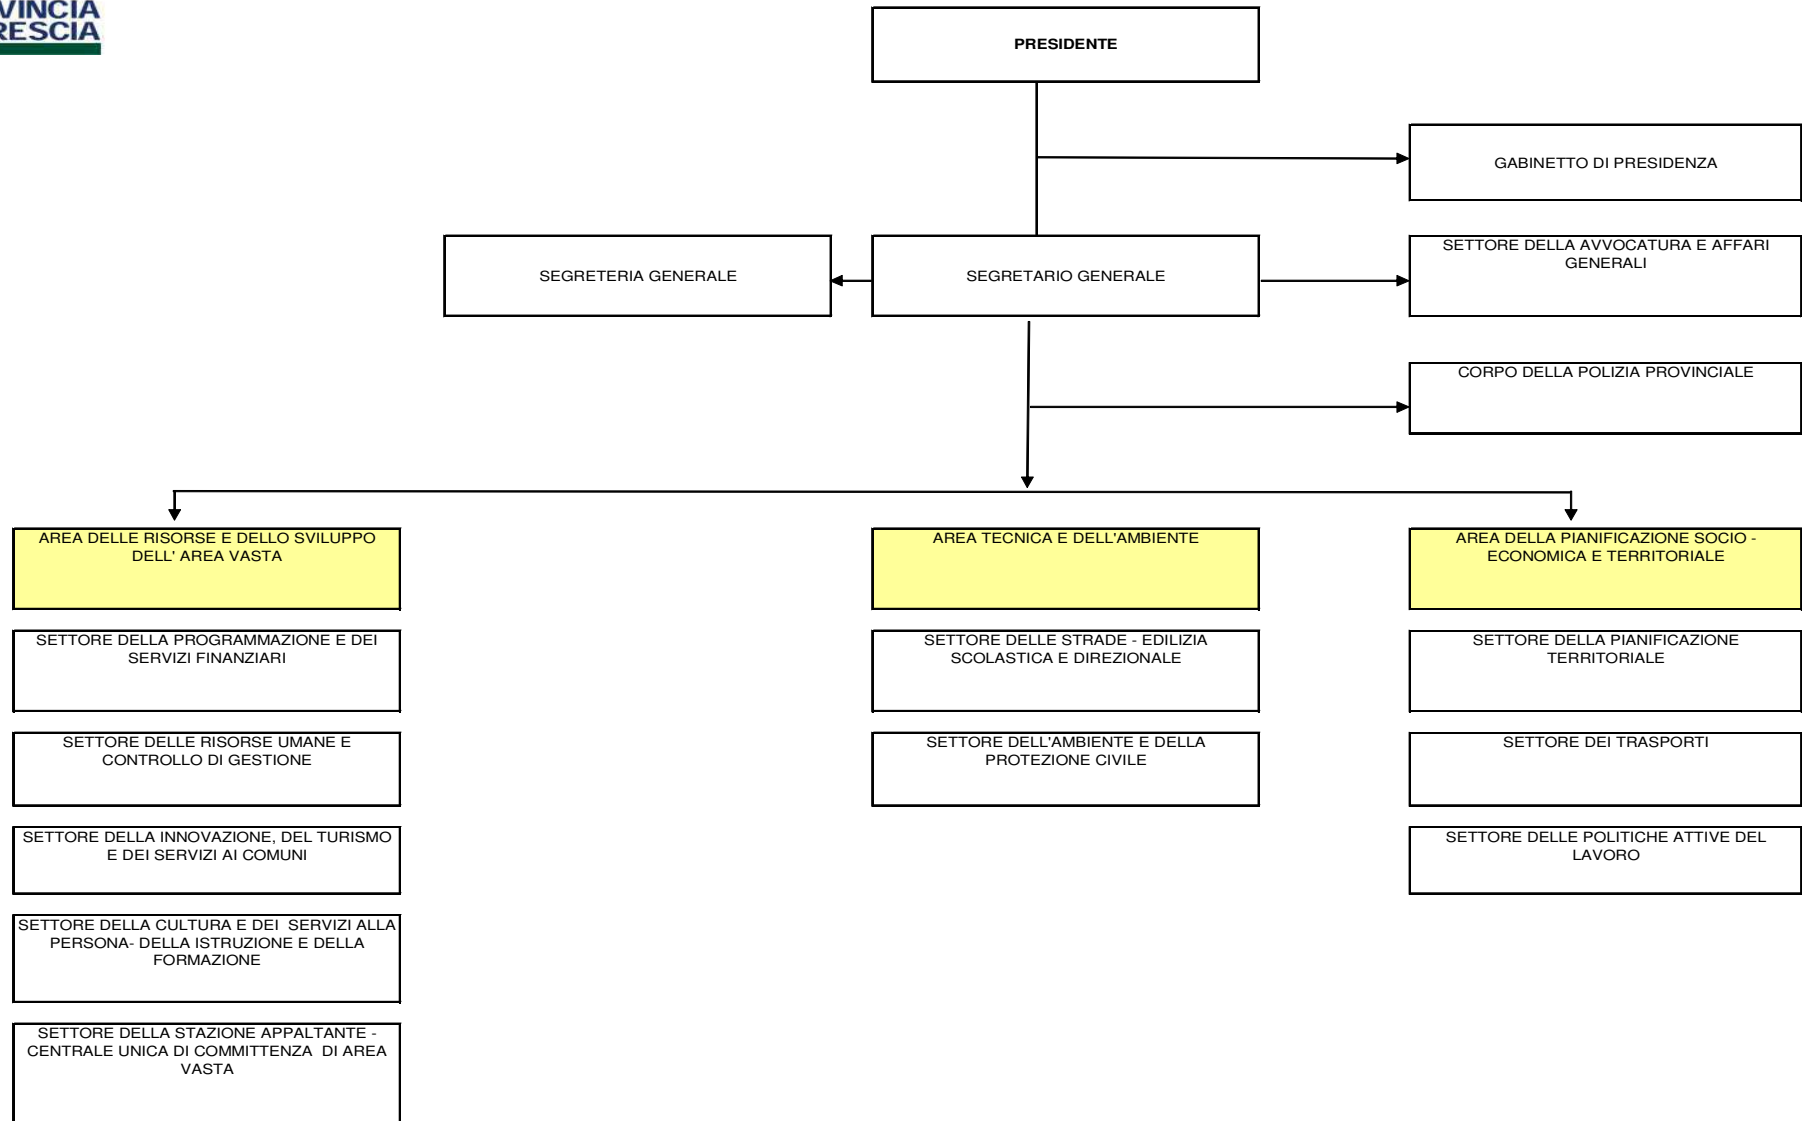 VINCIA
RESCIA
PRESIDENTE
GABINETTO DI PRESIDENZA
SEGRETERIA GENERALE
SEGRETARIO GENERALE
SETTORE DELLA AVVOCATURA E AFFARI
GENERALI
CORPO DELLA POLIZIA PROVINCIALE
AREA DELLE RISORSE E DELLO SVILUPPO
DELL' AREA VASTA
SETTORE DELLA PROGRAMMAZIONE E DEI
SERVIZI FINANZIARI
SETTORE DELLE RISORSE UMANE E
CONTROLLO DI GESTIONE
SETTORE DELLA INNOVAZIONE, DEL TURISMO
E DEI SERVIZI AI COMUNI
SETTORE DELLA CULTURA E DEI  SERVIZI ALLA
PERSONA- DELLA ISTRUZIONE E DELLA
FORMAZIONE
SETTORE DELLA STAZIONE APPALTANTE -
CENTRALE UNICA DI COMMITTENZA  DI AREA
VASTA
AREA TECNICA E DELL'AMBIENTE
SETTORE DELLE STRADE - EDILIZIA
SCOLASTICA E DIREZIONALE
SETTORE DELL'AMBIENTE E DELLA
PROTEZIONE CIVILE
AREA DELLA PIANIFICAZIONE SOCIO -
ECONOMICA E TERRITORIALE
SETTORE DELLA PIANIFICAZIONE
TERRITORIALE
SETTORE DEI TRASPORTI
SETTORE DELLE POLITICHE ATTIVE DEL
LAVORO